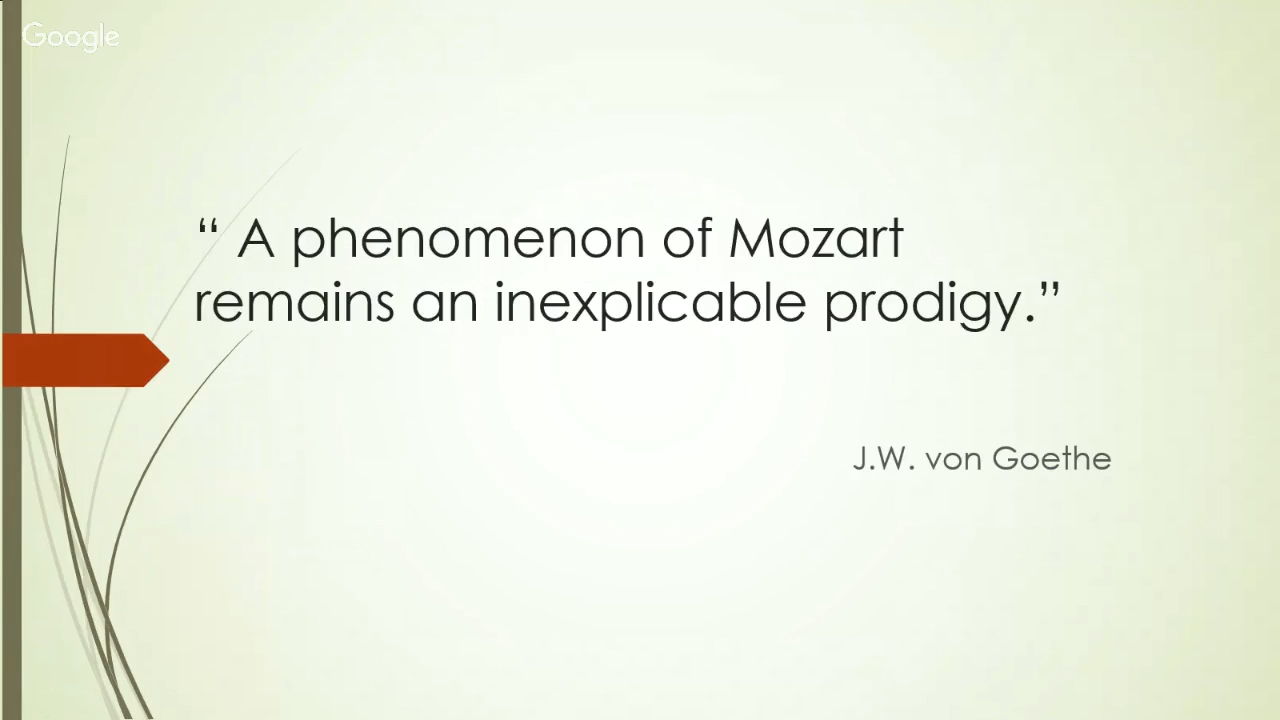 Google
“ A phenomenon of Mozart
remains an inexplicable prodigy.”
J.W. von Goethe